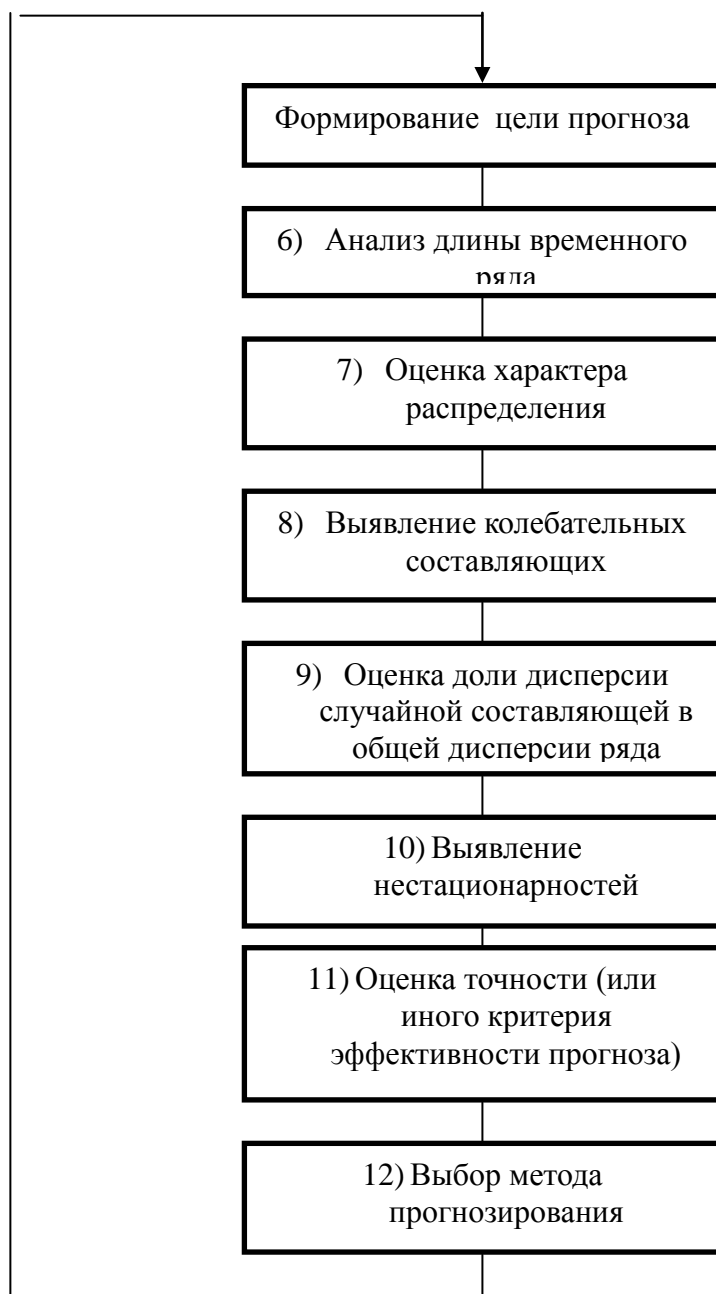 Формирование цели прогноза
6) Анализ длины временного
ряда
7) Оценка характера
распределения
8) Выявление колебательных
составляющих
9) Оценка доли дисперсии
случайной составляющей в
общей дисперсии ряда
10) Выявление
нестационарностей
11) Оценка точности (или
иного критерия
эффективности прогноза)
12) Выбор метода
прогнозирования